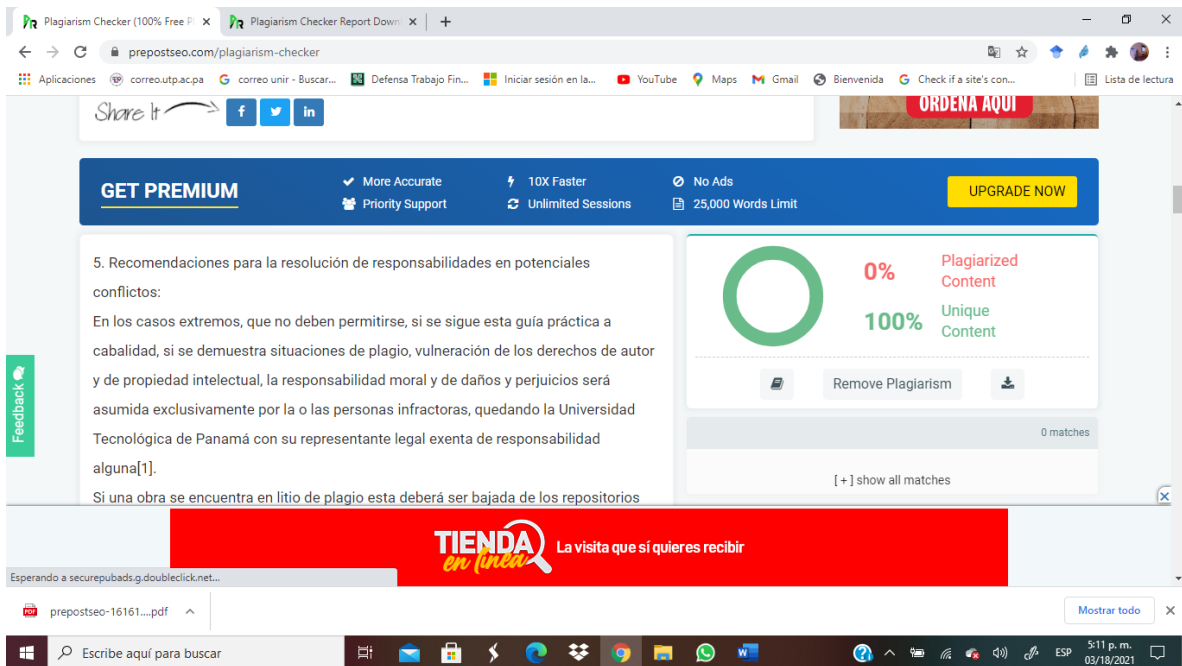 Plagiarism Checker (100% Free Pl
Plagiarism Checker Report Down
prepostseo.com/plagiarism-checker
Aplicaciones
correo.utp.ac.pa
correo unir - Buscar...
Defensa Trabajo Fin...
Iniciar sesión en la...
YouTube
Maps
Gmail
Bienvenida
Check if a site's con...
Lista de lectura
Share It
ORDENA AQUÍ
GET PREMIUM
More Accurate
10X Faster
No Ads
Priority Support
Unlimited Sessions
25,000 Words Limit
UPGRADE NOW
5. Recomendaciones para la resolución de responsabilidades en potenciales
conflictos:
En los casos extremos, que no deben permitirse, si se sigue esta guía práctica a
cabalidad, si se demuestra situaciones de plagio, vulneración de los derechos de autor
y de propiedad intelectual, la responsabilidad moral y de daños y perjuicios será
asumida exclusivamente por la o las personas infractoras, quedando la Universidad
Tecnológica de Panamá con su representante legal exenta de responsabilidad
alguna[1].
Si una obra se encuentra en litio de plagio esta deberá ser bajada de los repositorios
0%
Plagiarized
Content
100%
Unique
Content
Remove Plagiarism
0 matches
[ + ] show all matches
Feedback
TIENDA
en línea
La visita que sí quieres recibir
Esperando a securepubads.g.doubleclick.net...
prepostseo-16161....pdf
Mostrar todo
Escribe aquí para buscar
ESP
5:11 p. m.
03/18/2021